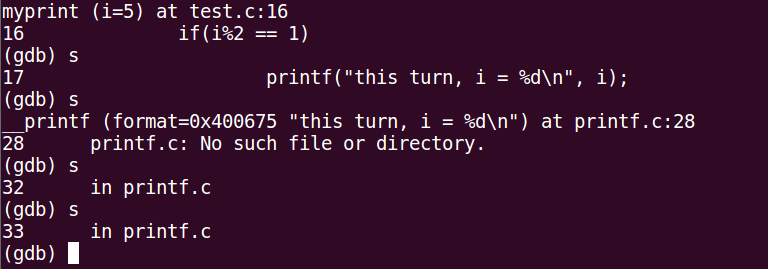 myprint (i=5) at test.c:16
16              if(i%2 == 1)
(gdb) s
17                      printf("this turn, i = %d\n", i);
(gdb) s
__printf (format=0x400675 "this turn, i = %d\n") at printf.c:28
28      printf.c: No such file or directory.
(gdb) s
32      in printf.c
(gdb) s
33      in printf.c
(gdb)